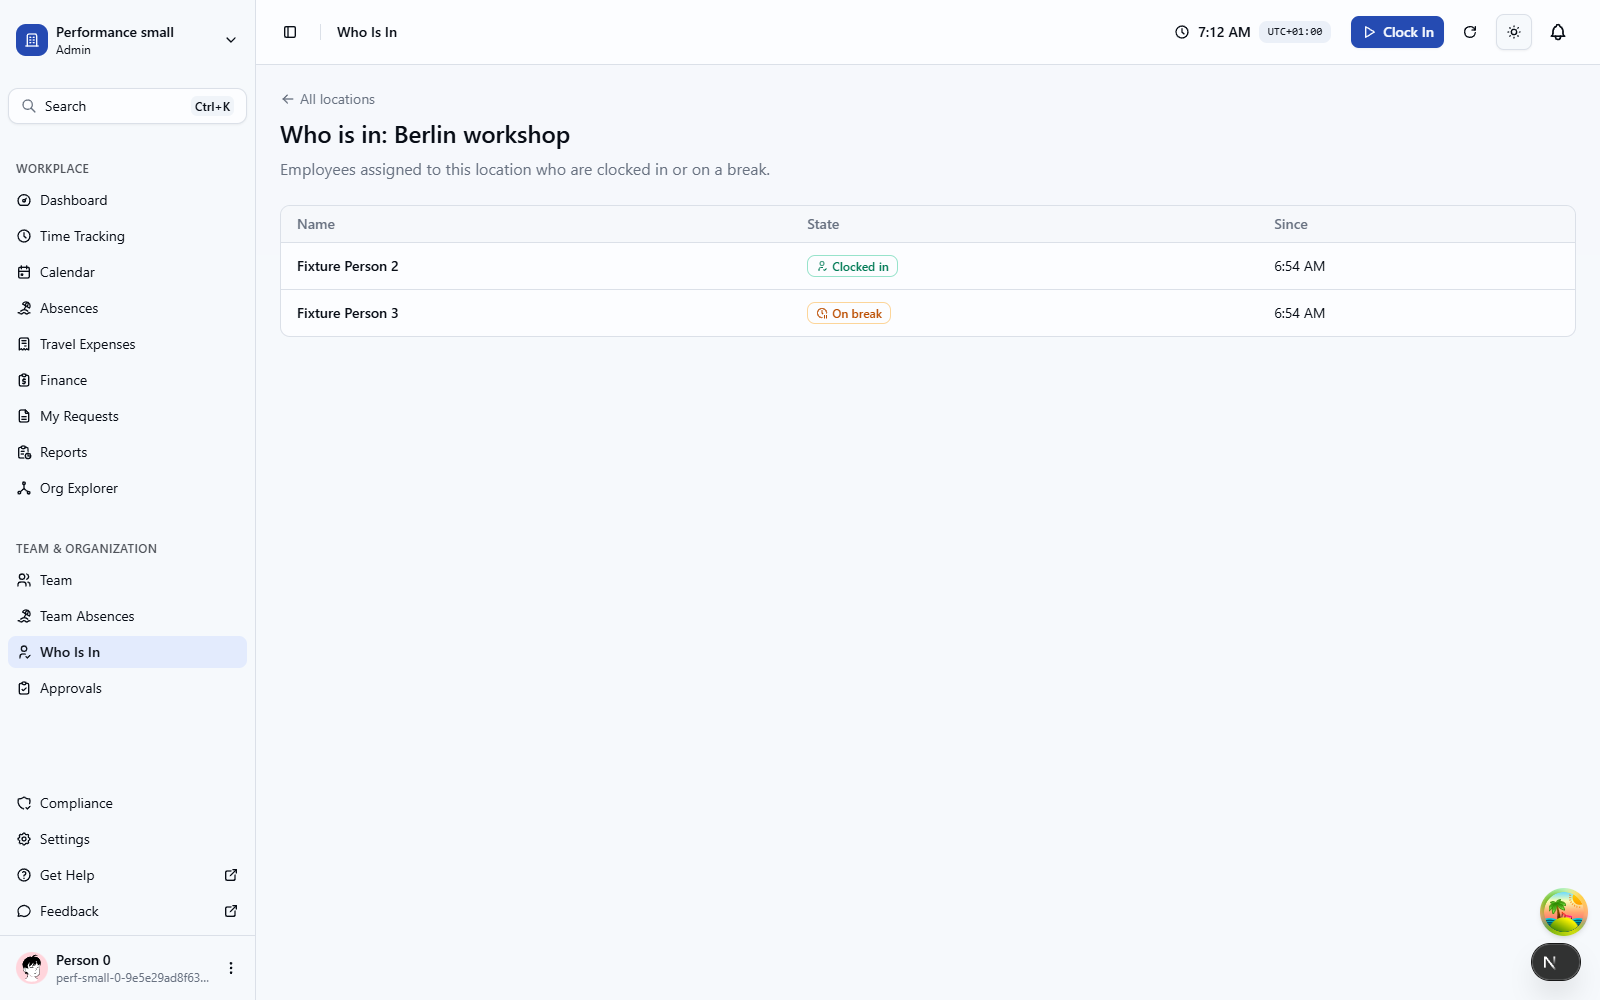 Performance small
Admin
Search
Ctrl+K
WORKPLACE
Dashboard
Time Tracking
Calendar
Absences
Travel Expenses
Finance
My Requests
Reports
Org Explorer
TEAM & ORGANIZATION
Team
Team Absences
Who Is In
Approvals
Compliance
Settings
Get Help
Feedback
Person 0
perf-small-0-9e5e29ad8f63...
Who Is In
7:12 AM UTC+01:00
Clock In
All locations
Who is in: Berlin workshop
Employees assigned to this location who are clocked in or on a break.
Name State Since
Fixture Person 2 Clocked in 6:54 AM
Fixture Person 3 On break 6:54 AM
N